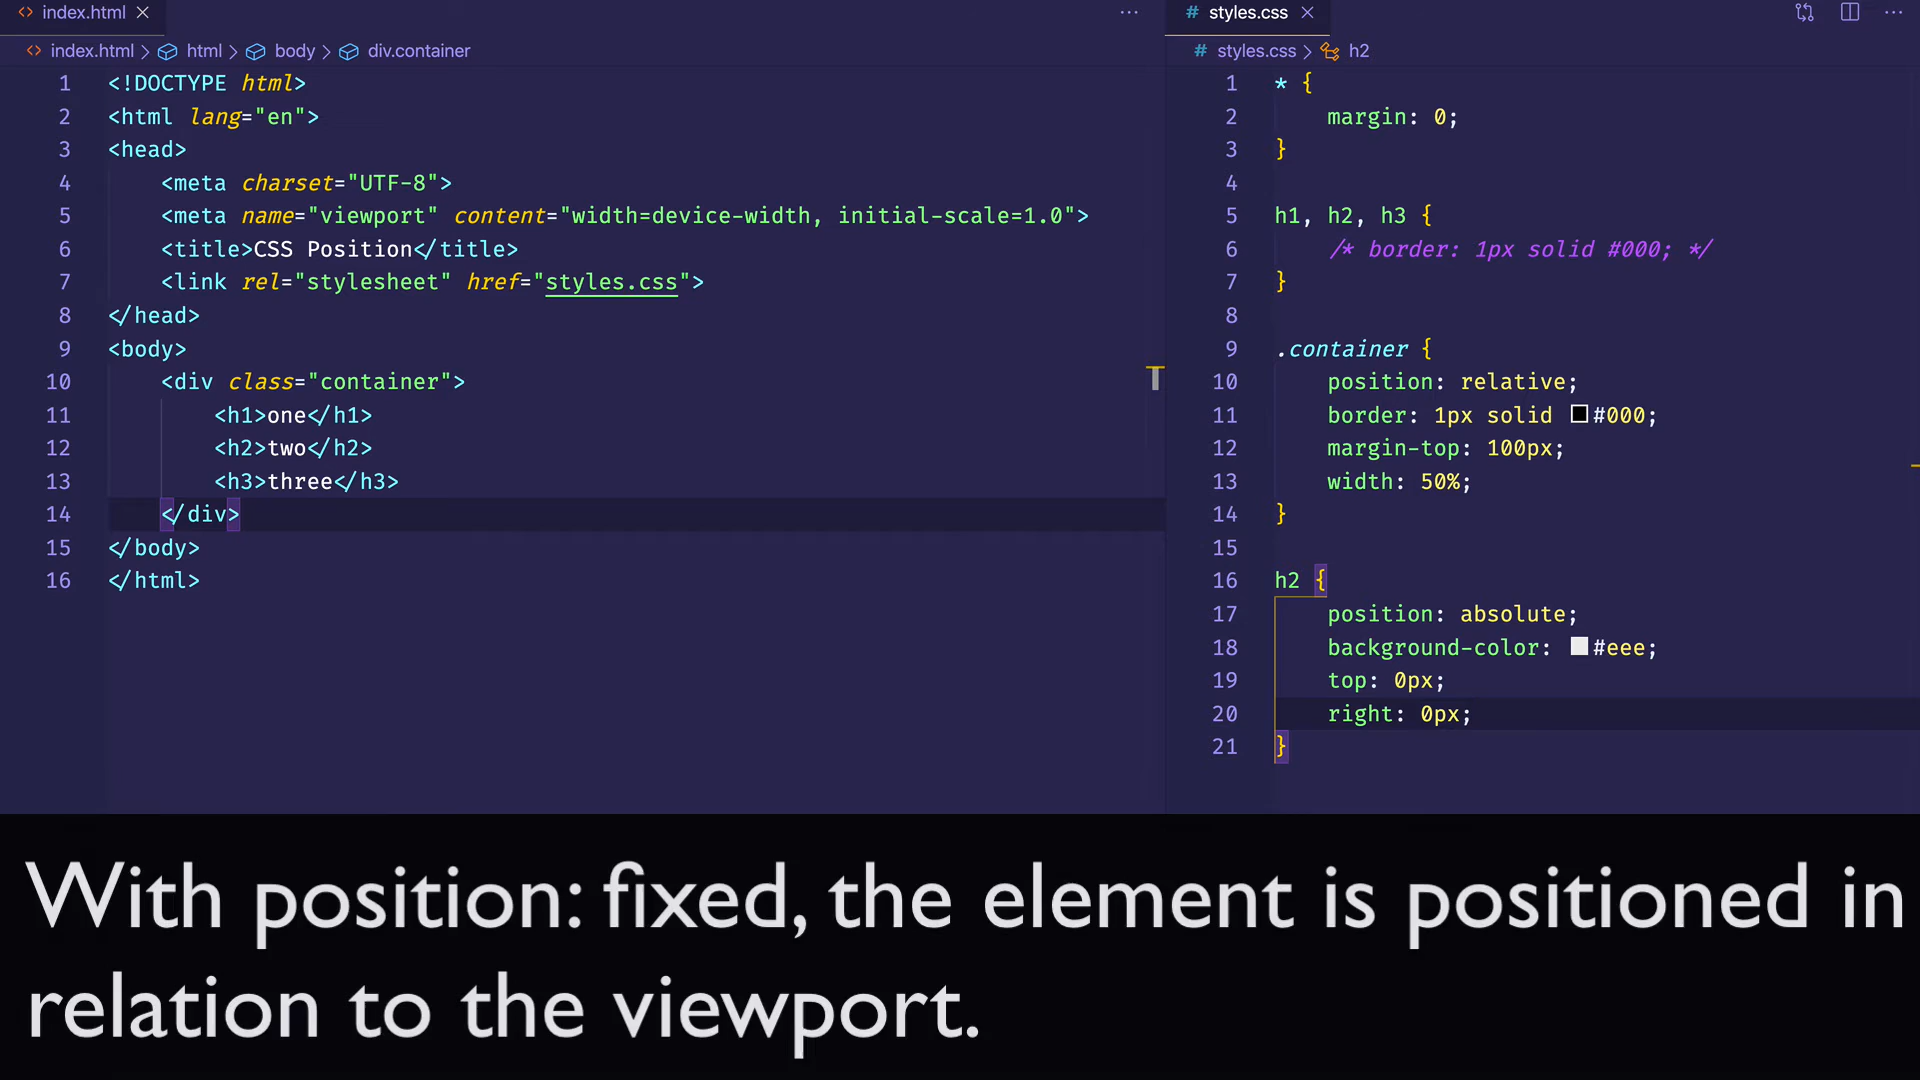 index.html
index.html > html > body > div.container
1 <!DOCTYPE html>
2 <html lang="en">
3 <head>
4 <meta charset="UTF-8">
5 <meta name="viewport" content="width=device-width, initial-scale=1.0">
6 <title>CSS Position</title>
7 <link rel="stylesheet" href="styles.css">
8 </head>
9 <body>
10 <div class="container">
11 <h1>one</h1>
12 <h2>two</h2>
13 <h3>three</h3>
14 </div>
15 </body>
16 </html>
# styles.css
# styles.css > h2
1 * {
2 margin: 0;
3 }
4
5 h1, h2, h3 {
6 /* border: 1px solid #000; */
7 }
8
9 .container {
10 position: relative;
11 border: 1px solid #000;
12 margin-top: 100px;
13 width: 50%;
14 }
15
16 h2 {
17 position: absolute;
18 background-color: #eee;
19 top: 0px;
20 right: 0px;
21 }
With position: fixed, the element is positioned in
relation to the viewport.